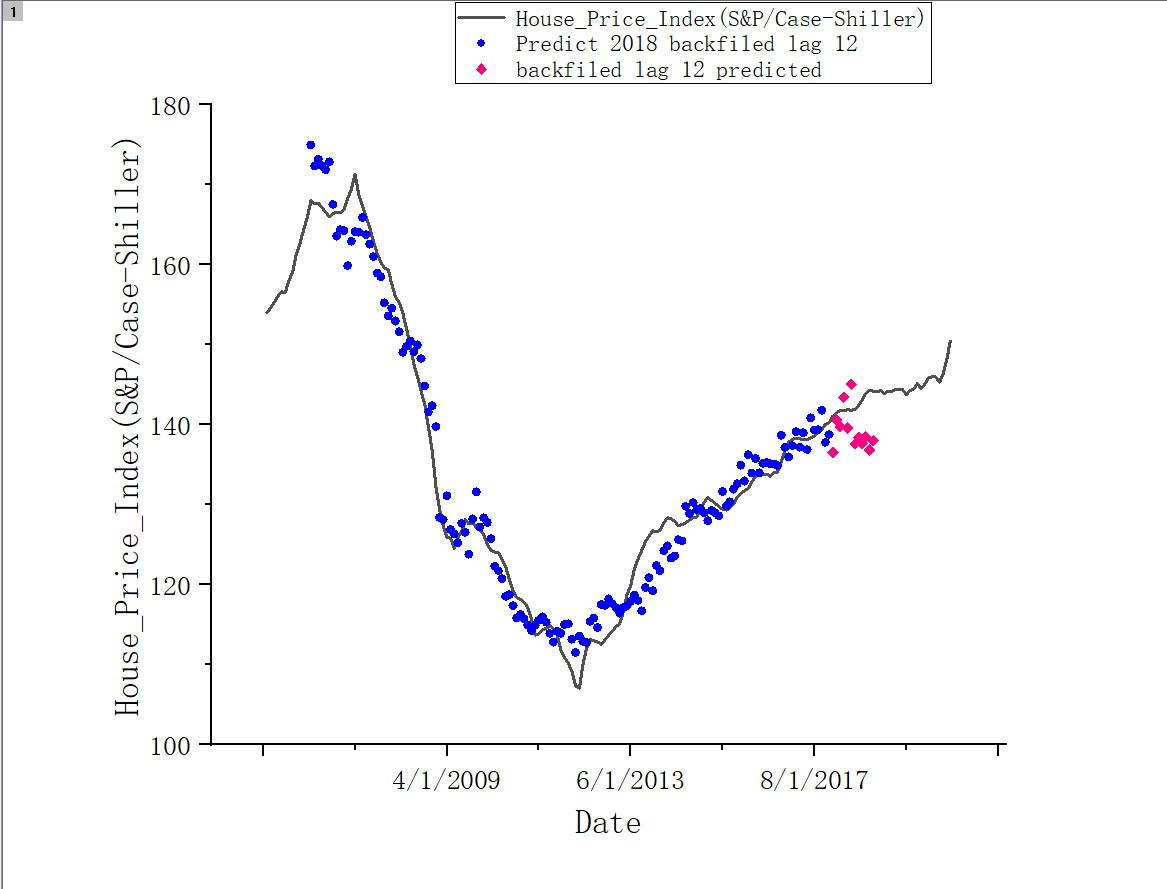 1
House_Price_Index(S&P/Case-Shiller)
Predict 2018 backfiled lag 12
backfiled lag 12 predicted
180
160
140
120
100
House_Price_Index(S&P/Case-Shiller)
4/1/2009
6/1/2013
8/1/2017
Date